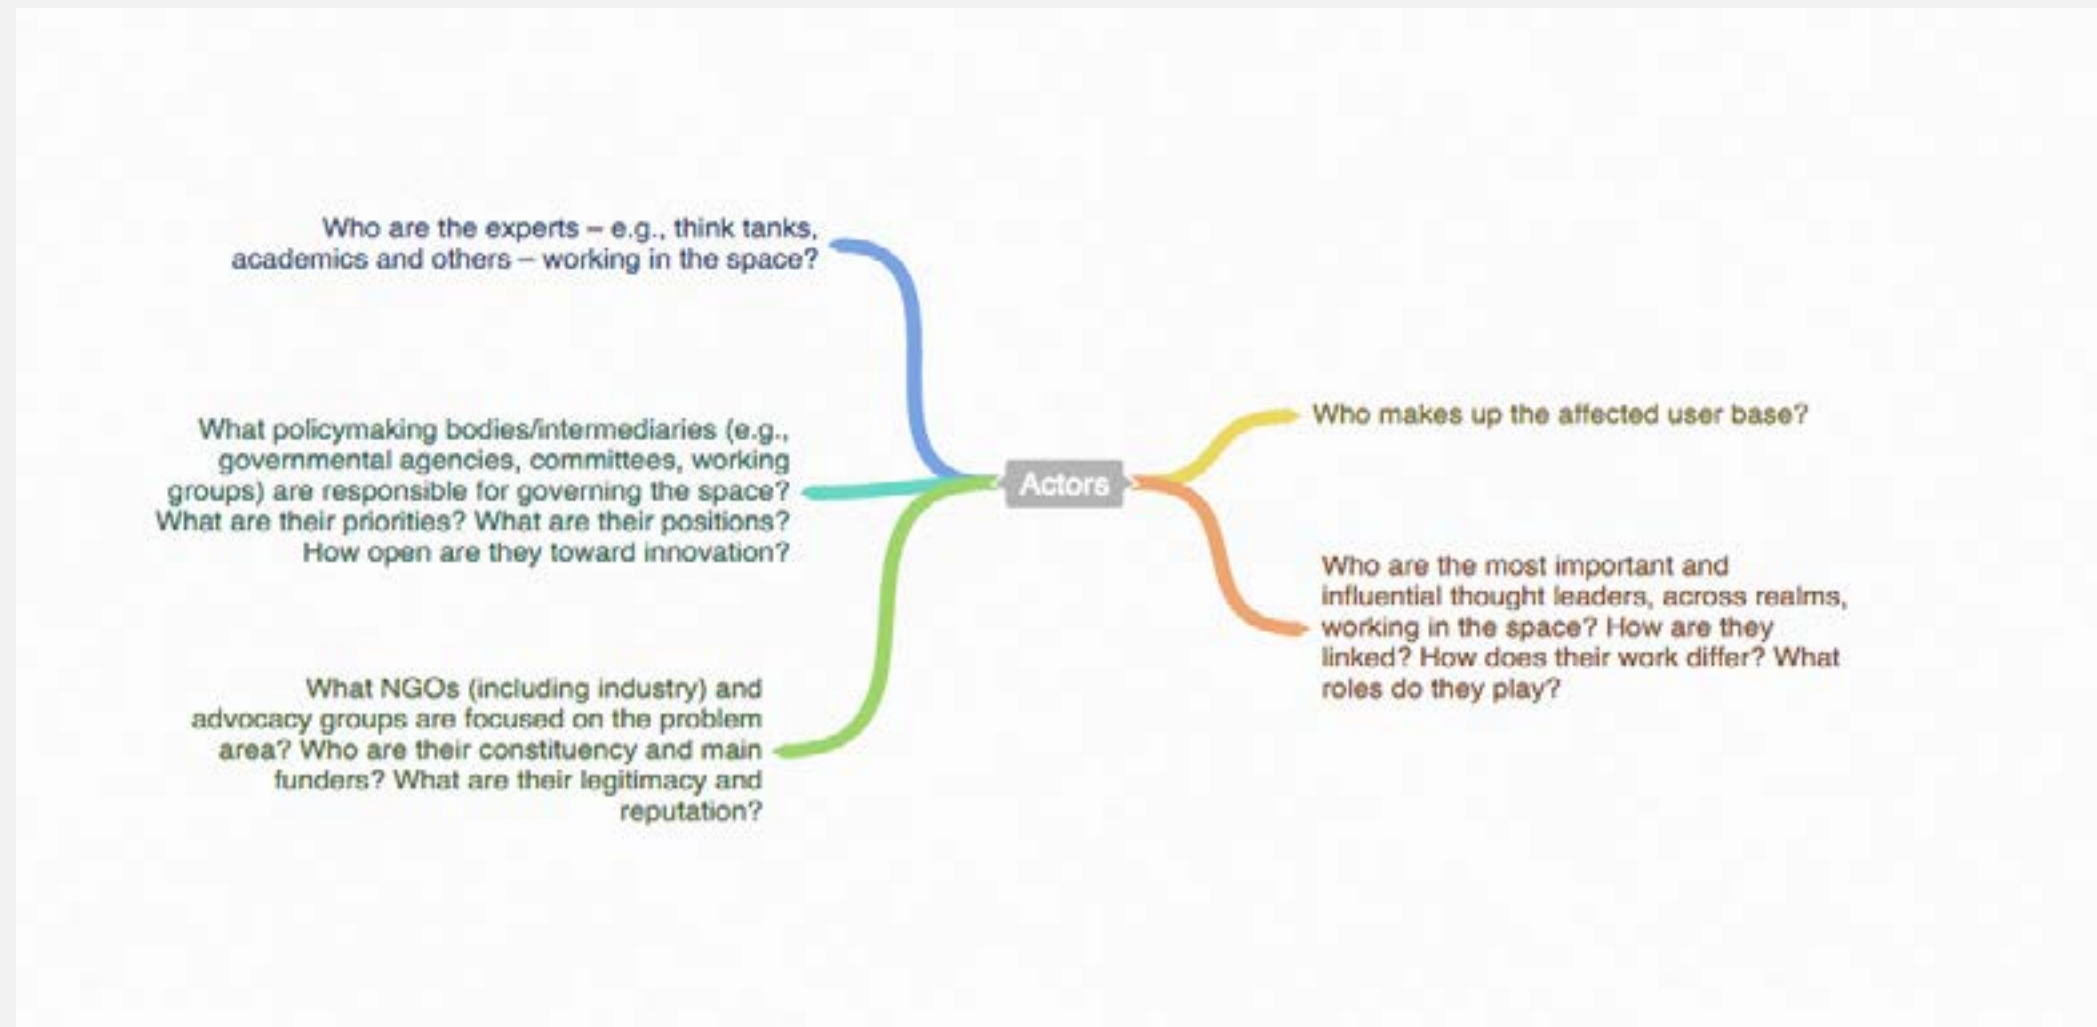 Who are the experts – e.g., think tanks,
academics and others – working in the space?
What policymaking bodies/intermediaries (e.g.,
governmental agencies, committees, working
groups) are responsible for governing the space?
What are their priorities? What are their positions?
How open are they toward innovation?
What NGOs (including industry) and
advocacy groups are focused on the problem
area? Who are their constituency and main
funders? What are their legitimacy and
reputation?
Actors
Who makes up the affected user base?
Who are the most important and
influential thought leaders, across realms,
working in the space? How are they
linked? How does their work differ? What
roles do they play?